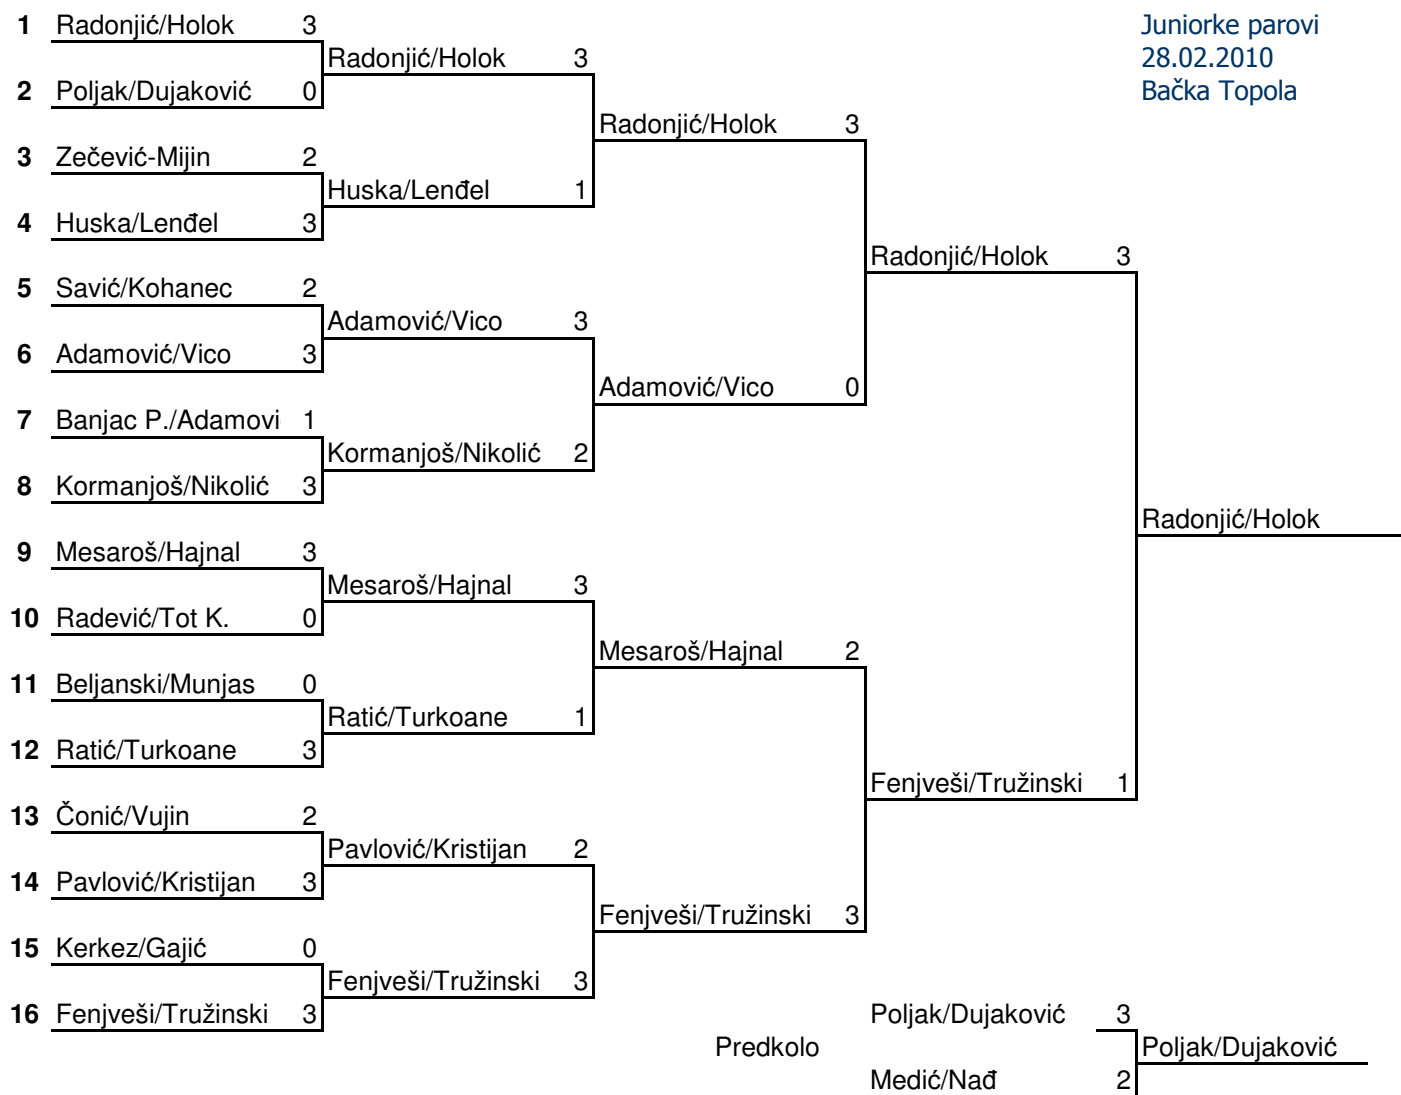 Juniorke parovi
28.02.2010
Bačka Topola
1 Radonjić/Holok 3
Radonjić/Holok 3
2 Poljak/Dujaković 0
Radonjić/Holok 3
3 Zečević-Mijin 2
Huska/Lenđel 1
4 Huska/Lenđel 3
Radonjić/Holok 3
5 Savić/Kohanec 2
Adamović/Vico 3
6 Adamović/Vico 3
Adamović/Vico 0
7 Banjac P./Adamovi 1
Kormanjoš/Nikolić 2
8 Kormanjoš/Nikolić 3
Radonjić/Holok
9 Mesaroš/Hajnal 3
Mesaroš/Hajnal 3
10 Radević/Tot K. 0
Mesaroš/Hajnal 2
11 Beljanski/Munjas 0
Ratić/Turkoane 1
12 Ratić/Turkoane 3
Fenjveši/Tružinski 1
13 Čonić/Vujin 2
Pavlović/Kristijan 2
14 Pavlović/Kristijan 3
Fenjveši/Tružinski 3
15 Kerkez/Gajić 0
Fenjveši/Tružinski 3
16 Fenjveši/Tružinski 3
Poljak/Dujaković 3
Predkolo
Poljak/Dujaković
Medić/Nađ 2